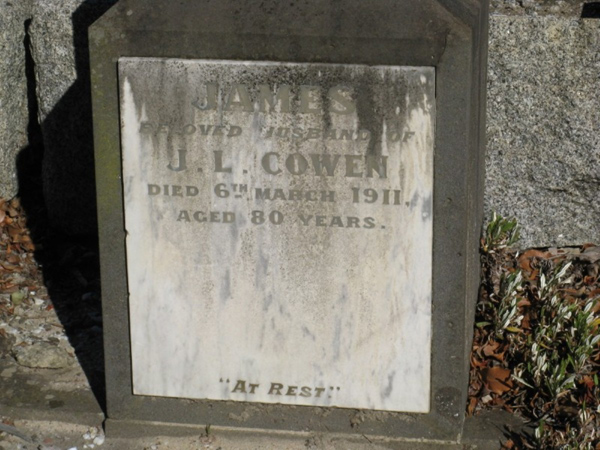 JAMES
BELOVED HUSBAND OF
J. L. COWEN
DIED 6TH MARCH 1911.
AGED 80 YEARS.
"AT REST."